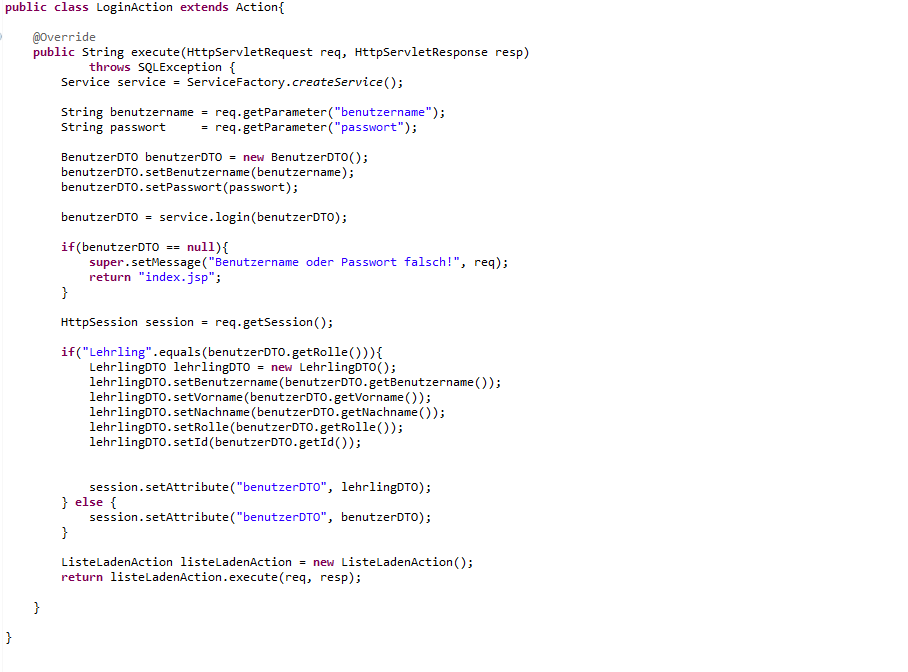 public class LoginAction extends Action{
@Override
public String execute(HttpServletRequest req, HttpServletResponse resp)
throws SQLException {
Service service = ServiceFactory.createService();
String benutzername = req.getParameter("benutzername");
String passwort     = req.getParameter("passwort");
BenutzerDTO benutzerDTO = new BenutzerDTO();
benutzerDTO.setBenutzername(benutzername);
benutzerDTO.setPasswort(passwort);
benutzerDTO = service.login(benutzerDTO);
if(benutzerDTO == null){
super.setMessage("Benutzername oder Passwort falsch!", req);
return "index.jsp";
}
HttpSession session = req.getSession();
if("Lehrling".equals(benutzerDTO.getRolle())){
LehrlingDTO lehrlingDTO = new LehrlingDTO();
lehrlingDTO.setBenutzername(benutzerDTO.getBenutzername());
lehrlingDTO.setVorname(benutzerDTO.getVorname());
lehrlingDTO.setNachname(benutzerDTO.getNachname());
lehrlingDTO.setRolle(benutzerDTO.getRolle());
lehrlingDTO.setId(benutzerDTO.getId());
session.setAttribute("benutzerDTO", lehrlingDTO);
} else {
session.setAttribute("benutzerDTO", benutzerDTO);
}
ListeLadenAction listeLadenAction = new ListeLadenAction();
return listeLadenAction.execute(req, resp);
}
}